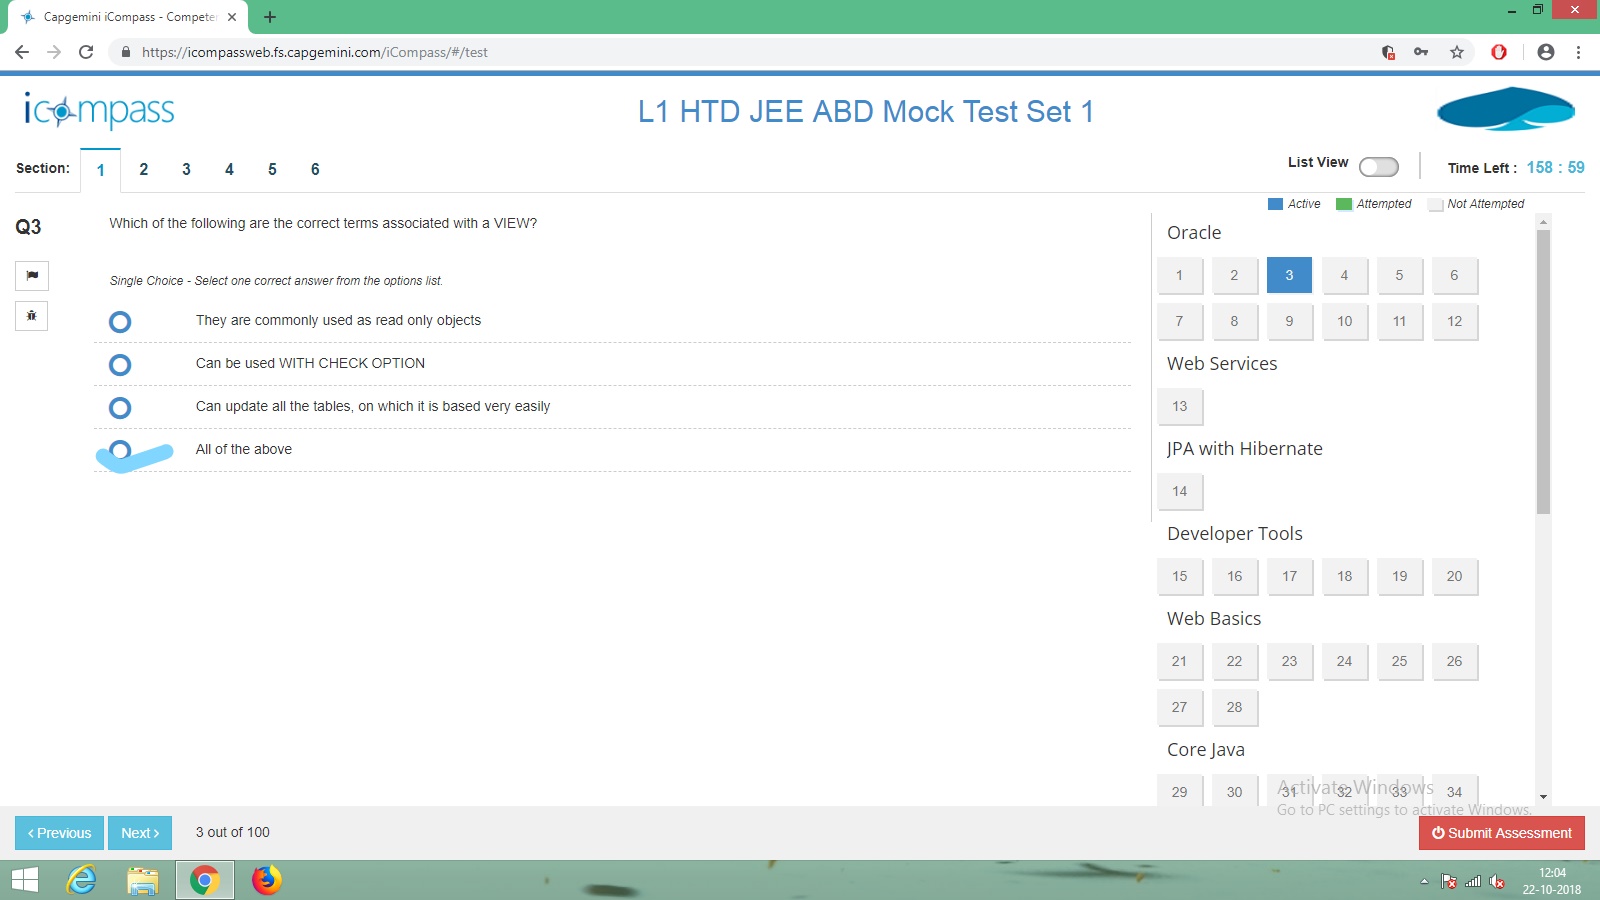 Capgemini iCompass - Competer
https://icompassweb.fs.capgemini.com/iCompass/#/test
icompass
L1 HTD JEE ABD Mock Test Set 1
Section: 1 2 3 4 5 6
List View
Time Left : 158 : 59
Active Attempted Not Attempted
Q3
Which of the following are the correct terms associated with a VIEW?
Single Choice - Select one correct answer from the options list.
They are commonly used as read only objects
Can be used WITH CHECK OPTION
Can update all the tables, on which it is based very easily
All of the above
Oracle
1 2 3 4 5 6
7 8 9 10 11 12
Web Services
13
JPA with Hibernate
14
Developer Tools
15 16 17 18 19 20
Web Basics
21 22 23 24 25 26
27 28
Core Java
29 30 31 32 33 34
Activate Windows
Go to PC settings to activate Windows.
Previous Next 3 out of 100
Submit Assessment
12:04
22-10-2018